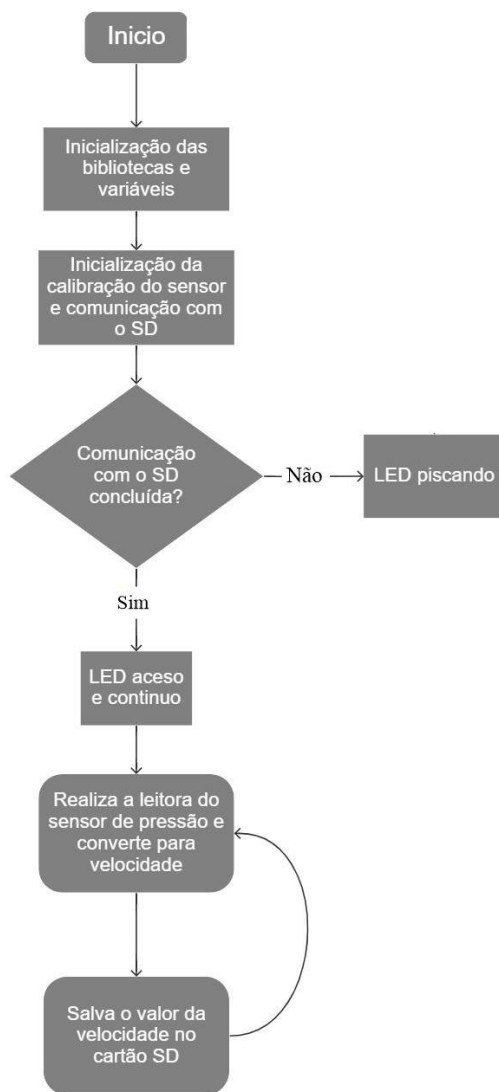 Inicio
Inicialização das
bibliotecas e
variáveis
Inicialização da
calibração do sensor
e comunicação com
o SD
Comunicação
com o SD
concluída?
Não
LED piscando
Sim
LED aceso
e continuo
Realiza a leitora do
sensor de pressão e
converte para
velocidade
Salva o valor da
velocidade no
cartão SD